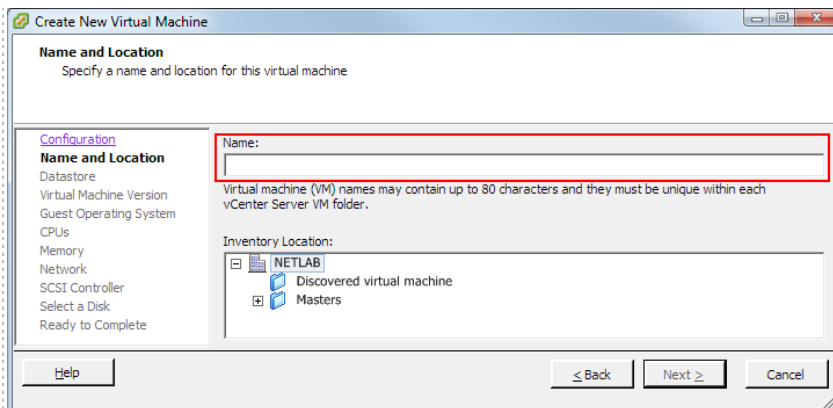 Create New Virtual Machine
Name and Location
Specify a name and location for this virtual machine
Configuration
Name and Location
Datastore
Virtual Machine Version
Guest Operating System
CPUs
Memory
Network
SCSI Controller
Select a Disk
Ready to Complete
Name:
Virtual machine (VM) names may contain up to 80 characters and they must be unique within each
vCenter Server VM folder.
Inventory Location:
NETLAB
Discovered virtual machine
Masters
Help
< Back
Next >
Cancel